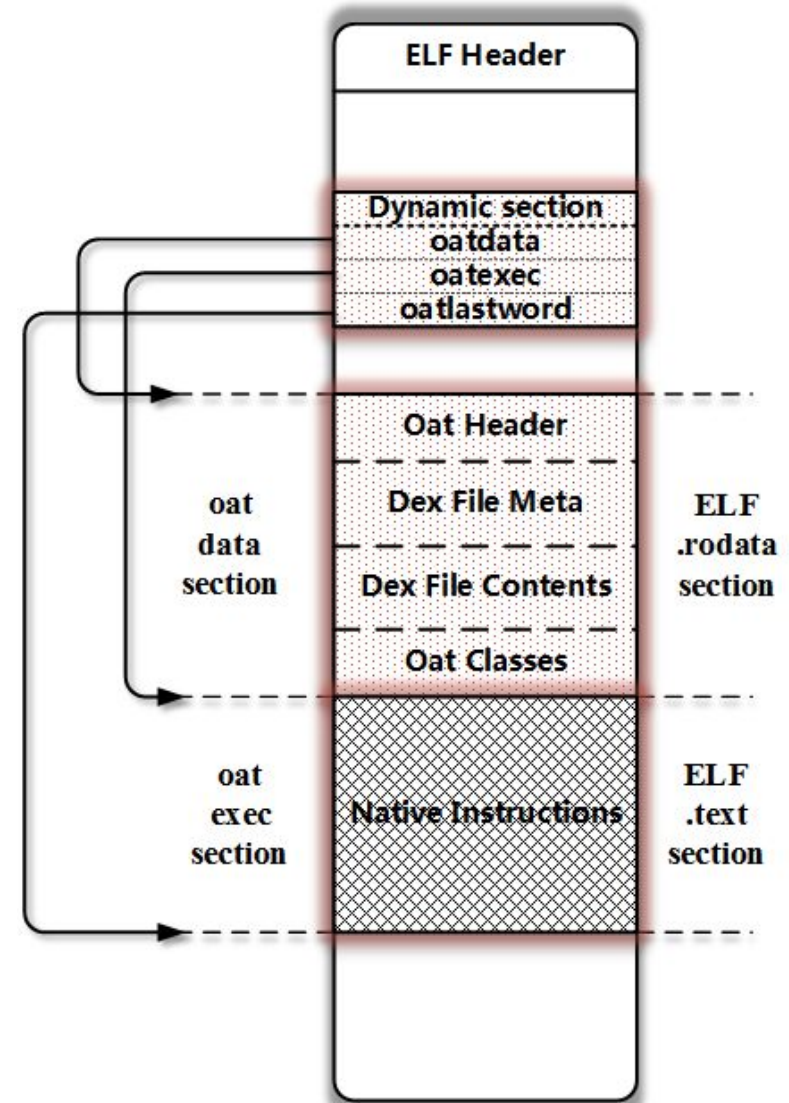 ELF Header
Dynamic section
oatdata
oatexec
oatlastword
Oat Header
Dex File Meta
Dex File Contents
Oat Classes
oat
data
section
ELF
.rodata
section
Native Instructions
oat
exec
section
ELF
.text
section